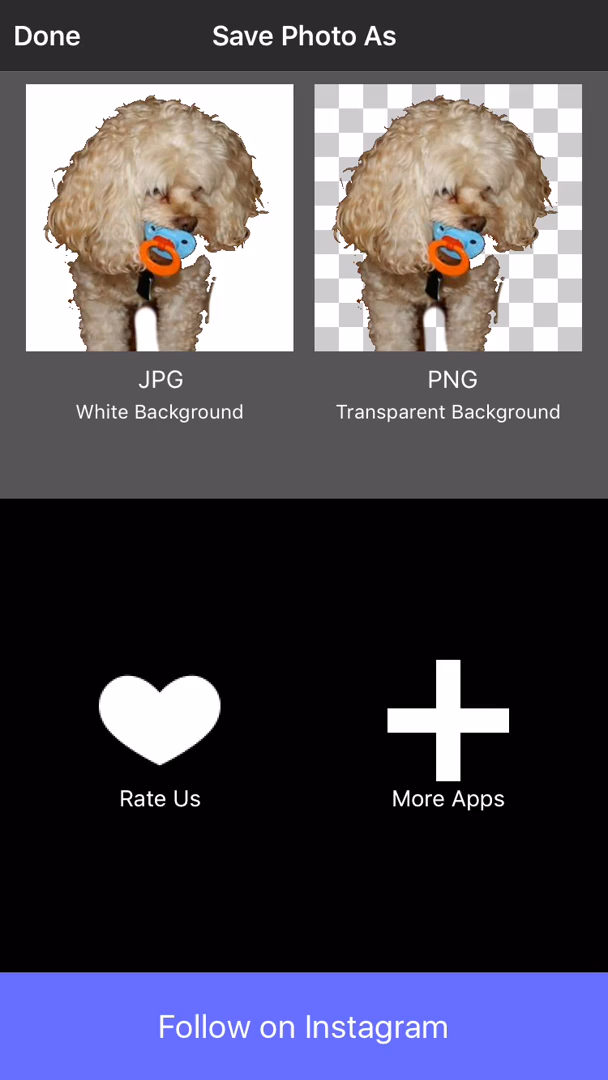 Done
Save Photo As
JPG
PNG
White Background
Transparent Background
Rate Us
More Apps
Follow on Instagram